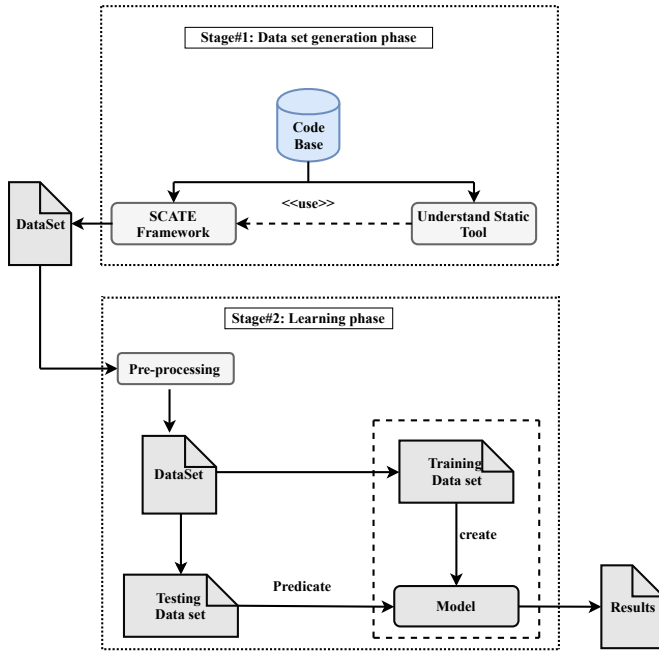 Stage#1: Data set generation phase
Code
Base
<<use>>
SCATE
Framework
Understand Static
Tool
DataSet
Stage#2: Learning phase
Pre-processing
DataSet
Training
Data set
create
Testing
Data set
Predicate
Model
Results